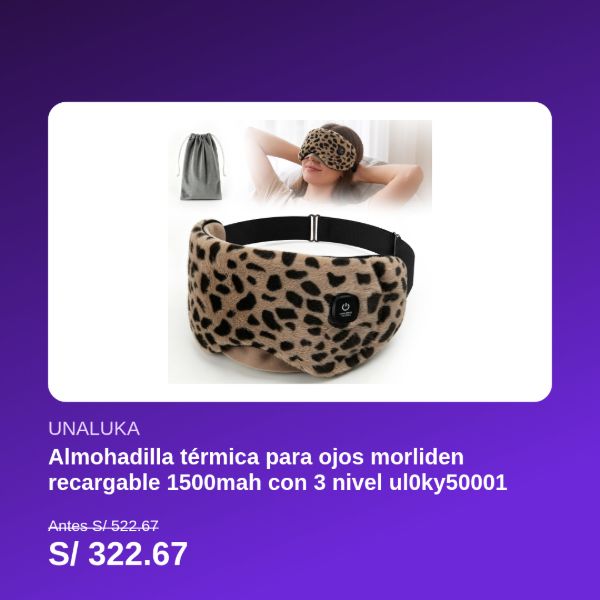 UNALUKA
Almohadilla térmica para ojos morliden
recargable 1500mah con 3 nivel ul0ky50001
Antes S/ 522.67
S/ 322.67